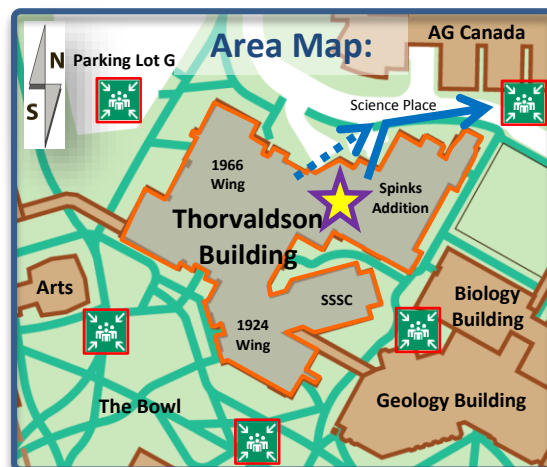 Area Map:
AG Canada
N
S
Parking Lot G
Science Place
1966
Wing
Spinks
Addition
Thorvaldson
Building
Arts
SSSC
Biology
Building
1924
Wing
The Bowl
Geology Building